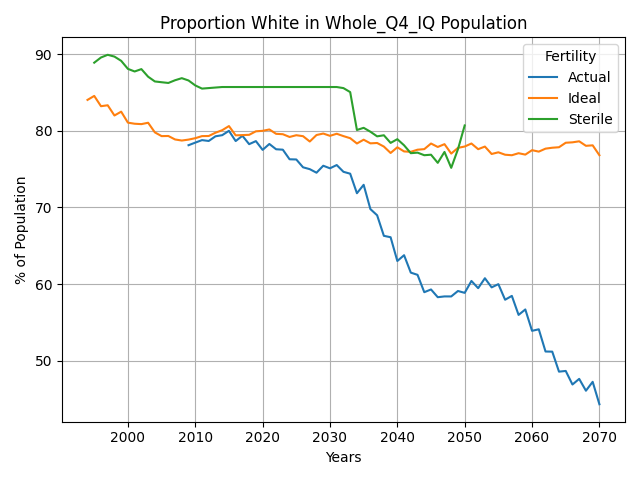 Proportion White in Whole_Q4_IQ Population
Fertility
Actual
Ideal
Sterile
% of Population
90
80
70
60
50
2000
2010
2020
2030
2040
2050
2060
2070
Years